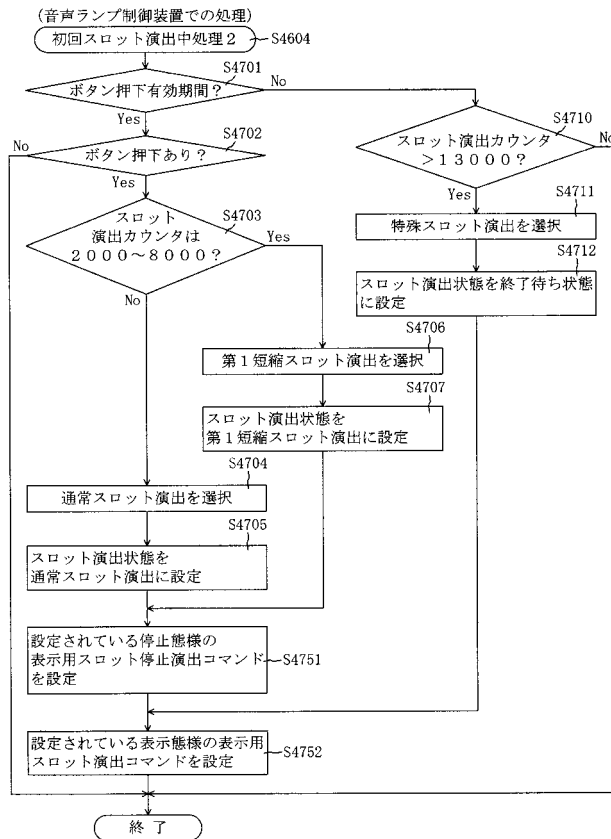 (音声ランプ制御装置での処理)
初回スロット演出中処理2
S4604
S4701
ボタン押下有効期間?
No
Yes
S4702
No
ボタン押下あり?
Yes
S4703
スロット
演出カウンタは
2000~8000?
Yes
No
S4710
スロット演出カウンタ
>13000?
No
Yes
S4711
特殊スロット演出を選択
S4712
スロット演出状態を終了待ち状態
に設定
S4706
第1短縮スロット演出を選択
S4707
スロット演出状態を
第1短縮スロット演出に設定
S4704
通常スロット演出を選択
S4705
スロット演出状態を
通常スロット演出に設定
設定されている停止態様の
表示用スロット停止演出コマンド
を設定
S4751
設定されている表示態様の表示用
スロット演出コマンドを設定
S4752
終了